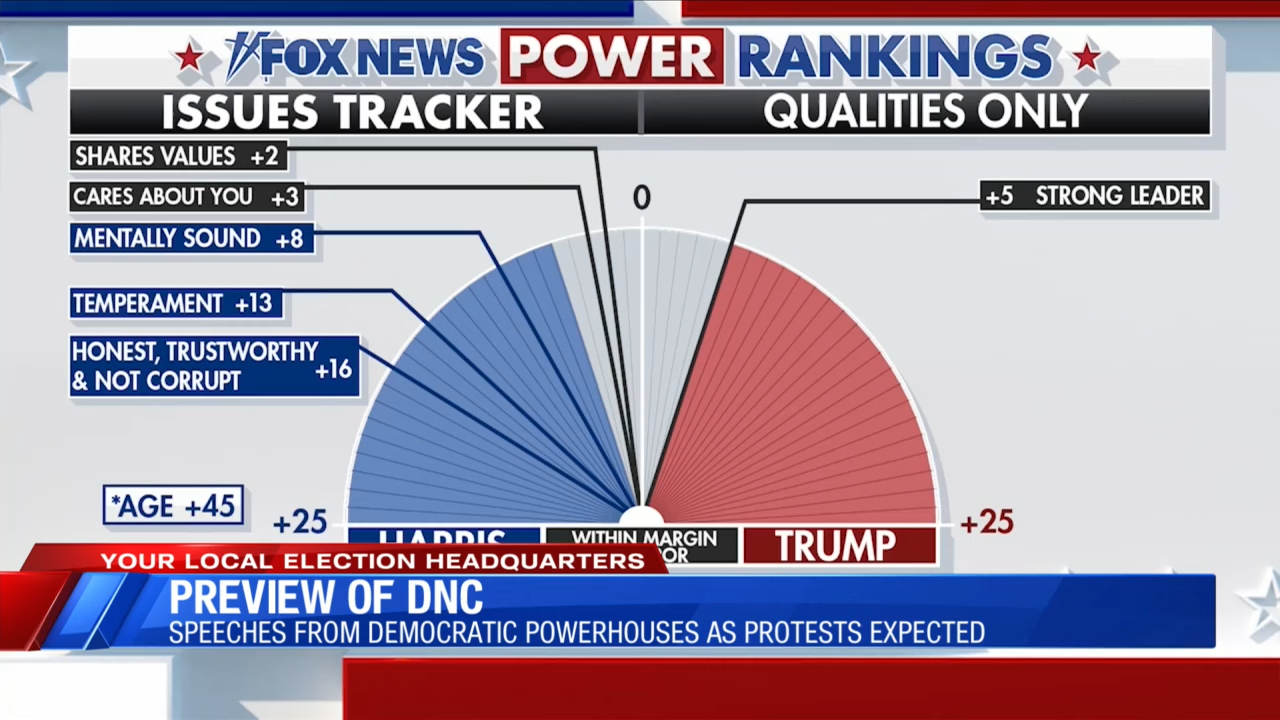 FOX NEWS POWER RANKINGS
ISSUES TRACKER
QUALITIES ONLY
SHARES VALUES +2
CARES ABOUT YOU +3
MENTALLY SOUND +8
TEMPERAMENT +13
HONEST, TRUSTWORTHY
& NOT CORRUPT +16
0
+5 STRONG LEADER
*AGE +45
+25
HARRIS
WITHIN MARGIN
TRUMP
+25
YOUR LOCAL ELECTION HEADQUARTERS
PREVIEW OF DNC
SPEECHES FROM DEMOCRATIC POWERHOUSES AS PROTESTS EXPECTED